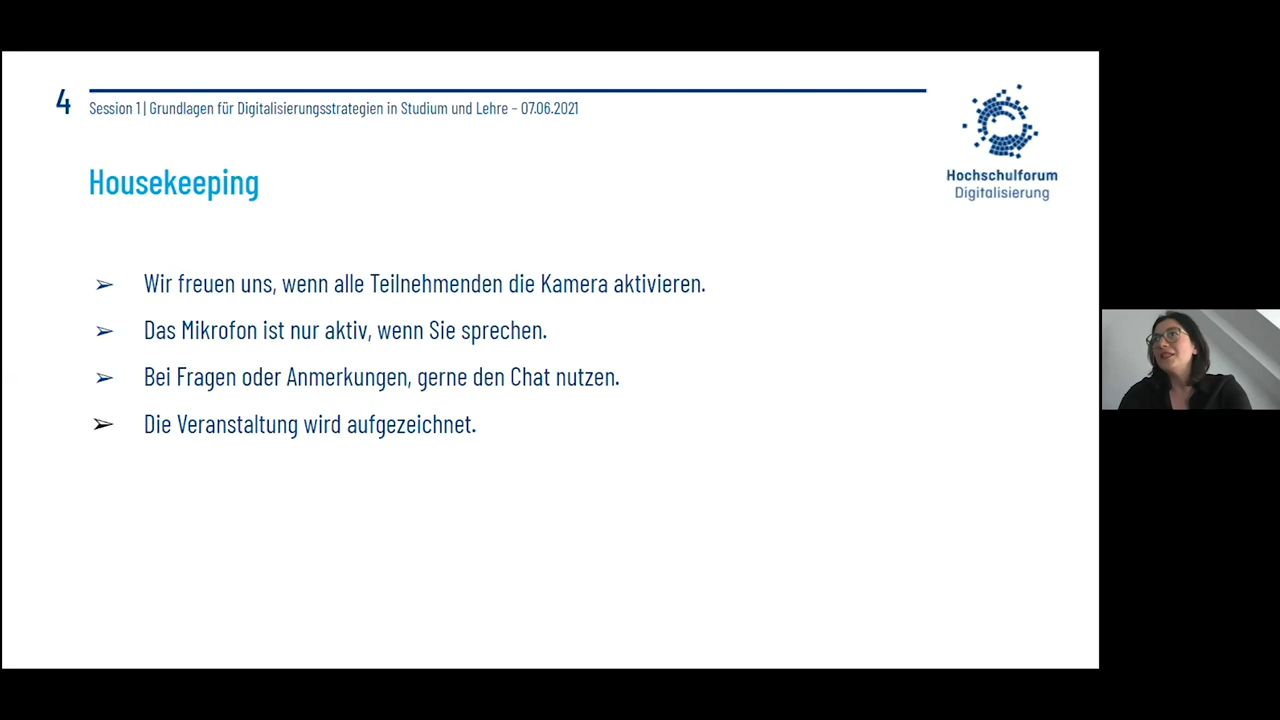 4
Session 1 | Grundlagen für Digitalisierungsstrategien in Studium und Lehre – 07.06.2021
Hochschulforum
Digitalisierung
Housekeeping
➢ Wir freuen uns, wenn alle Teilnehmenden die Kamera aktivieren.
➢ Das Mikrofon ist nur aktiv, wenn Sie sprechen.
➢ Bei Fragen oder Anmerkungen, gerne den Chat nutzen.
➢ Die Veranstaltung wird aufgezeichnet.